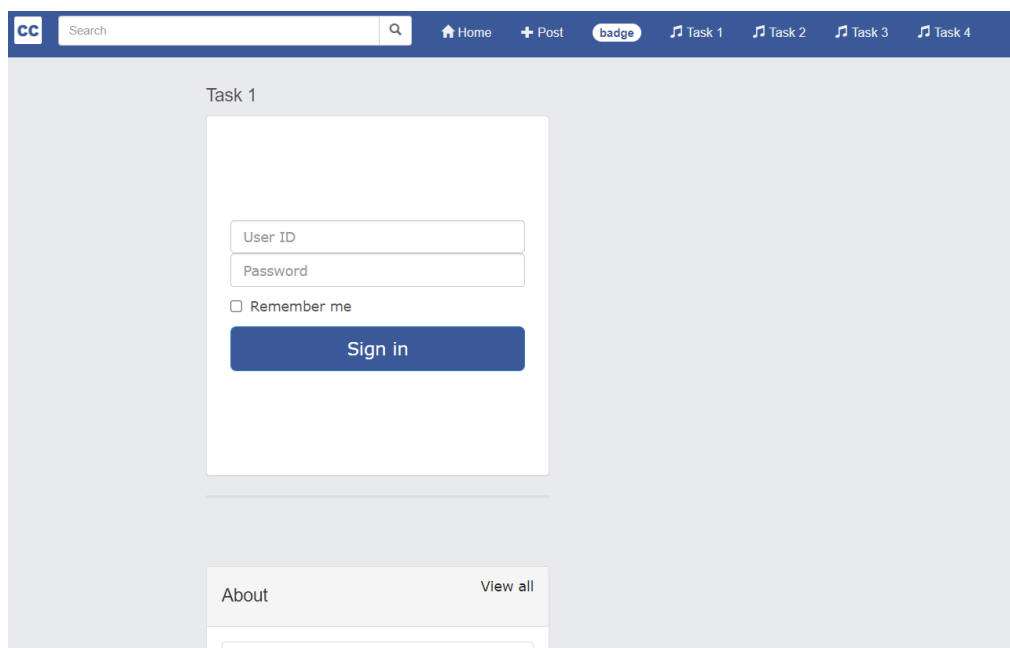 cc Search Home Post badge Task 1 Task 2 Task 3 Task 4
Task 1
User ID
Password
Remember me
Sign in
About View all